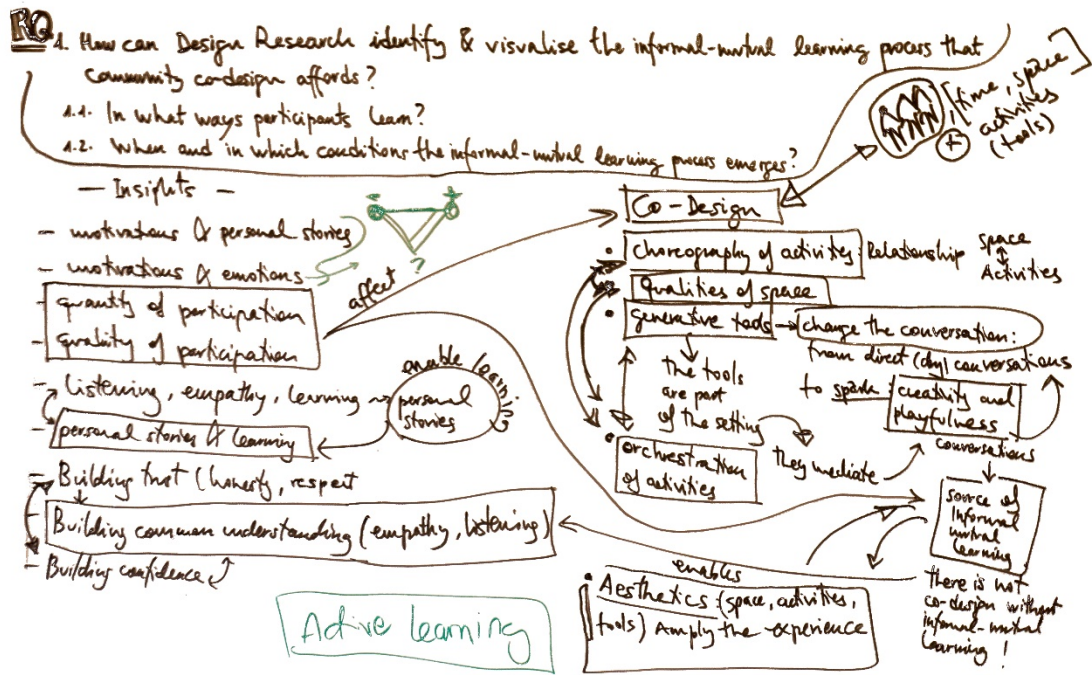 RQ 1. How can Design Research identify & visualise the informal-mutual learning process that
community co-design affords?
1.1. In what ways participants learn?
1.2. When and in which conditions the informal-mutual learning process emerges?
[time, space]
activities
(tools)
+
— Insights —
- motivations & personal stories
- motivations & emotions
- quantity of participation
- quality of participation
- listening, empathy, learning
- personal stories & learning
- Building trust (honesty, respect
- Building common understanding (empathy, listening)
- Building confidence
?
affect
enable learning
personal
stories
Co-Design
• choreography of activities: Relationship
space
Activities
• qualities of space
• generative tools
change the conversation:
from direct (dry) conversations
to spark:
creativity and
playfulness
conversations
The tools
are part
of the setting
They mediate
• orchestration
of activities
source of
Informal
mutual
learning
there is not
co-design without
informal-mutual
learning!
enables
• Aesthetics: (space, activities,
tools) Amply the experience
Active learning